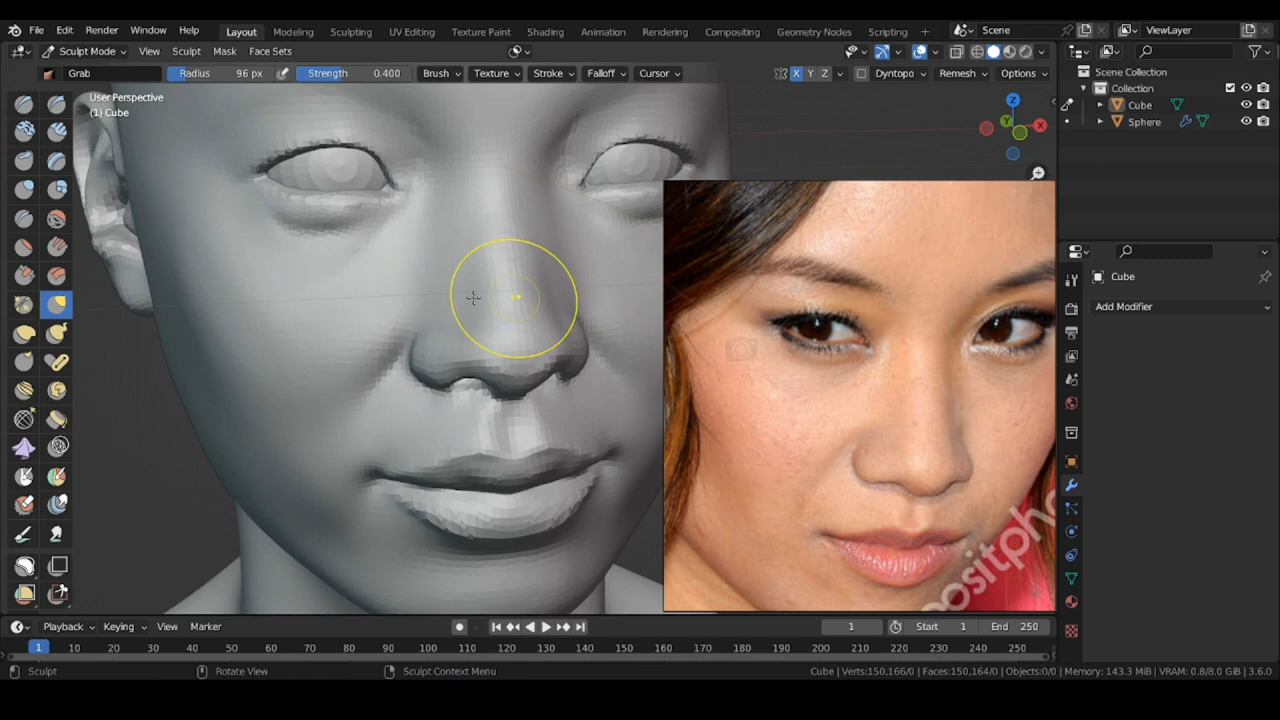 File Edit Render Window Help Layout Modeling Sculpting UV Editing Texture Paint Shading Animation Rendering Compositing Geometry Nodes Scripting + Scene ViewLayer
Sculpt Mode View Sculpt Mask Face Sets
Grab Radius 96 px Strength 0.400 Brush Texture Stroke Falloff Cursor X Y Z Dyntopo Remesh Options
User Perspective
(1) Cube
Z
Y
X
Scene Collection
Collection
Cube
Sphere
Cube
Add Modifier
ositpho
Playback Keying View Marker 1 Start 1 End 250
1 10 20 30 40 50 60 70 80 90 100 110 120 130 140 150 160 170 180 190 200 210 220 230 240 250
Sculpt Rotate View Sculpt Context Menu Cube | Verts:150,166/0 | Faces:150,164/0 | Objects:0/0 | Memory: 143.3 MiB | VRAM: 0.8/8.0 GiB | 3.6.0